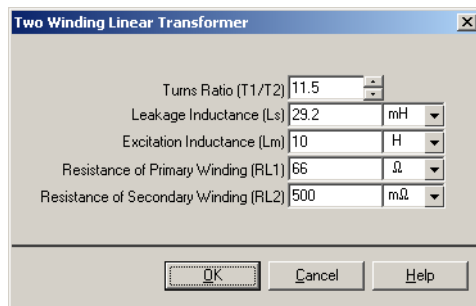 Two Winding Linear Transformer
Turns Ratio (T1/T2) 11.5
Leakage Inductance (Ls) 29.2 mH
Excitation Inductance (Lm) 10 H
Resistance of Primary Winding (RL1) 66 Ω
Resistance of Secondary Winding (RL2) 500 mΩ
OK Cancel Help